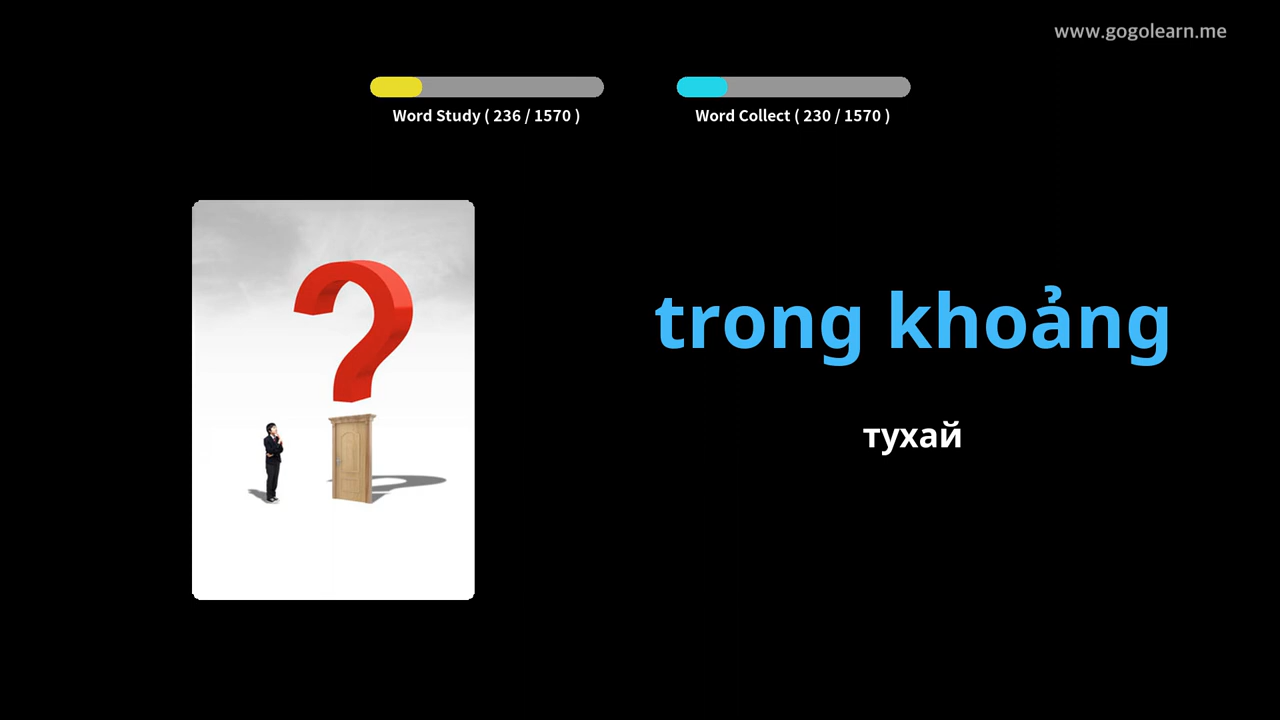 www.gogolearn.me
Word Study ( 236 / 1570 )
Word Collect ( 230 / 1570 )
trong khoảng
тухай